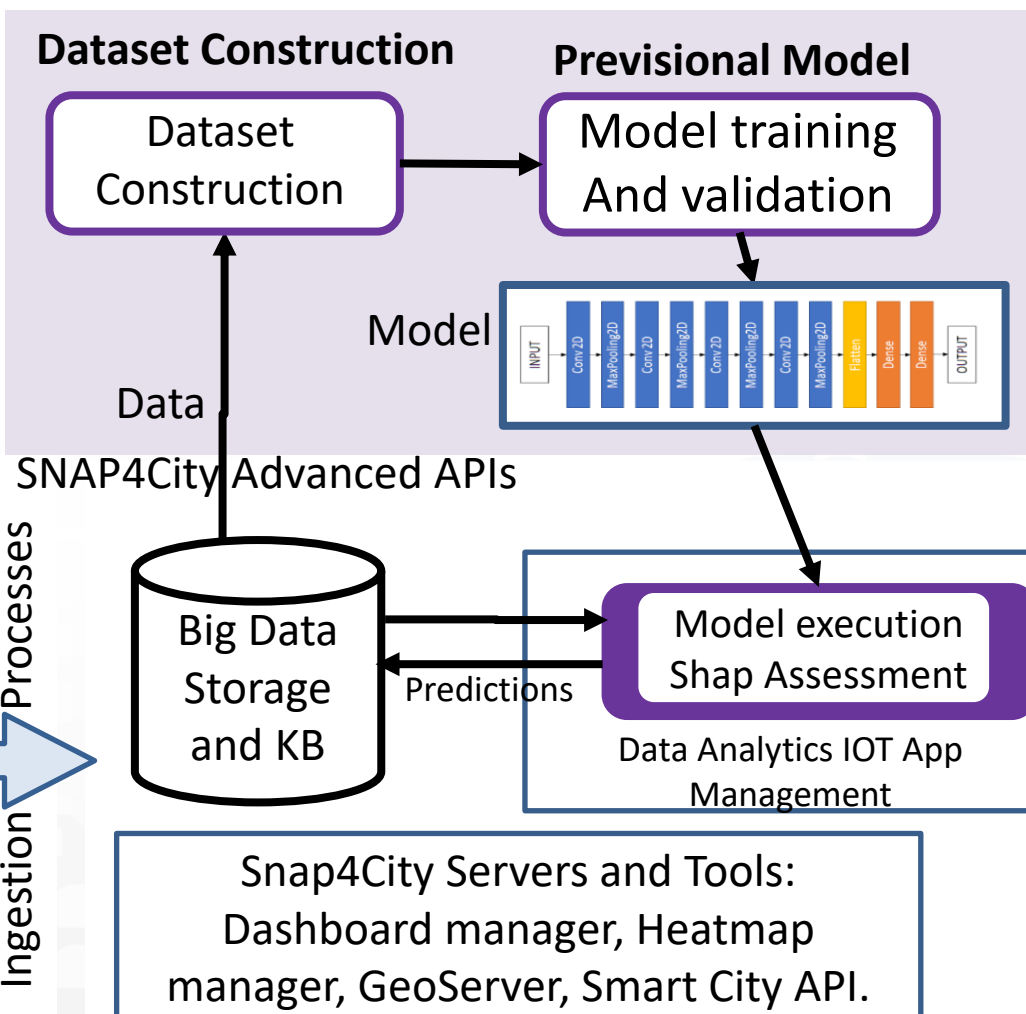 Dataset Construction
Previsional Model
Dataset
Construction
Model training
And validation
Model
INPUT
Conv 2D
MaxPooling2D
Conv 2D
MaxPooling2D
Conv 2D
MaxPooling2D
Conv 2D
MaxPooling2D
Flatten
Dense
Dense
OUTPUT
Data
SNAP4City Advanced APIs
Ingestion Processes
Big Data
Storage
and KB
Predictions
Model execution
Shap Assessment
Data Analytics IOT App
Management
Snap4City Servers and Tools:
Dashboard manager, Heatmap
manager, GeoServer, Smart City API.